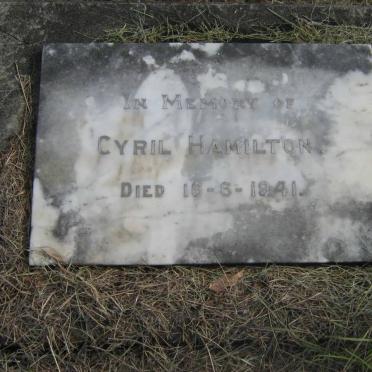 In Memory of
Cyril Hamilton
Died 16-6-1941.